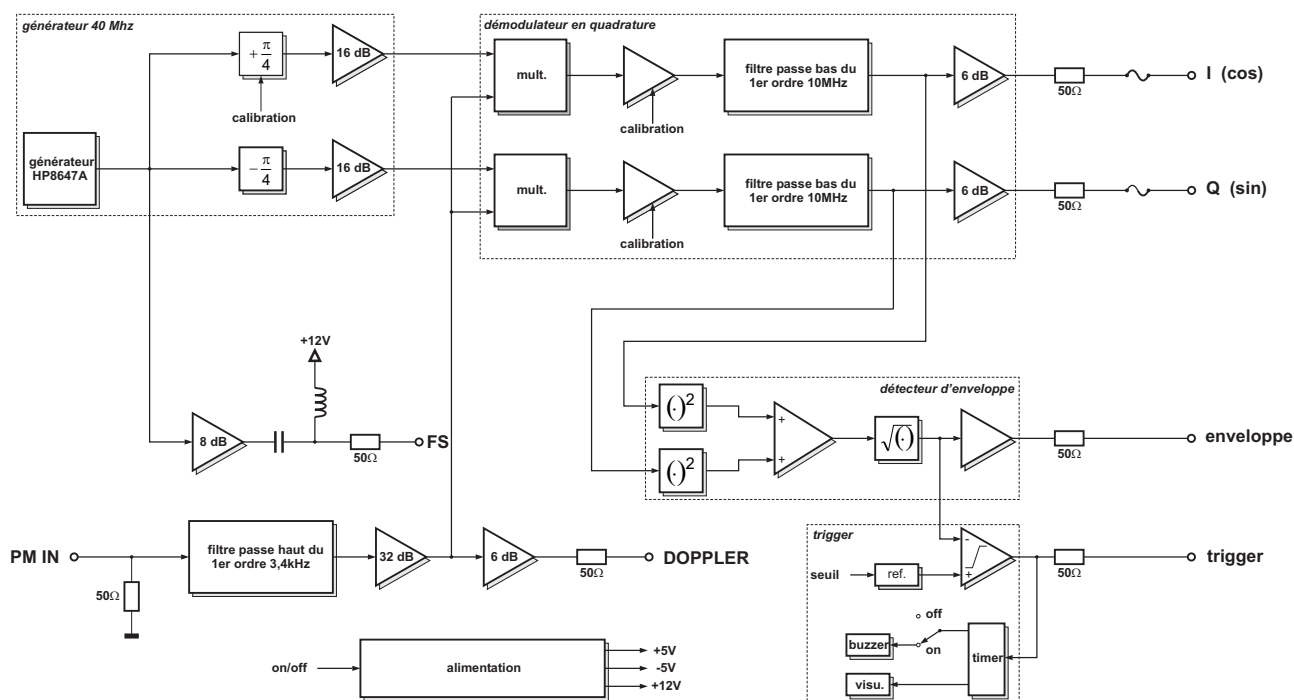 générateur 40 Mhz
démodulateur en quadrature
+ π/4
16 dB
calibration
mult.
calibration
filtre passe bas du
1er ordre 10MHz
6 dB
50Ω
I (cos)
générateur
HP8647A
− π/4
16 dB
mult.
calibration
filtre passe bas du
1er ordre 10MHz
6 dB
50Ω
Q (sin)
+12V
8 dB
50Ω
FS
détecteur d’enveloppe
(·)²
+
(·)²
+
√(·)
50Ω
enveloppe
PM IN
50Ω
filtre passe haut du
1er ordre 3,4kHz
32 dB
6 dB
50Ω
DOPPLER
trigger
seuil
ref.
-
+
50Ω
trigger
off
on
buzzer
timer
visu.
on/off
alimentation
+5V
-5V
+12V